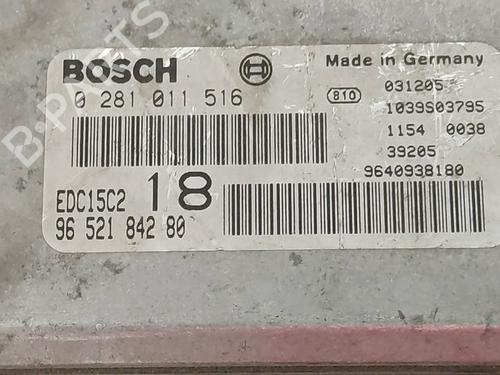 BOSCH
Made in Germany
0 281 011 516
810
031205
1039S03795
1154 0038
39205
9640938180
EDC15C2
18
96 521 842 80
B-PARTS